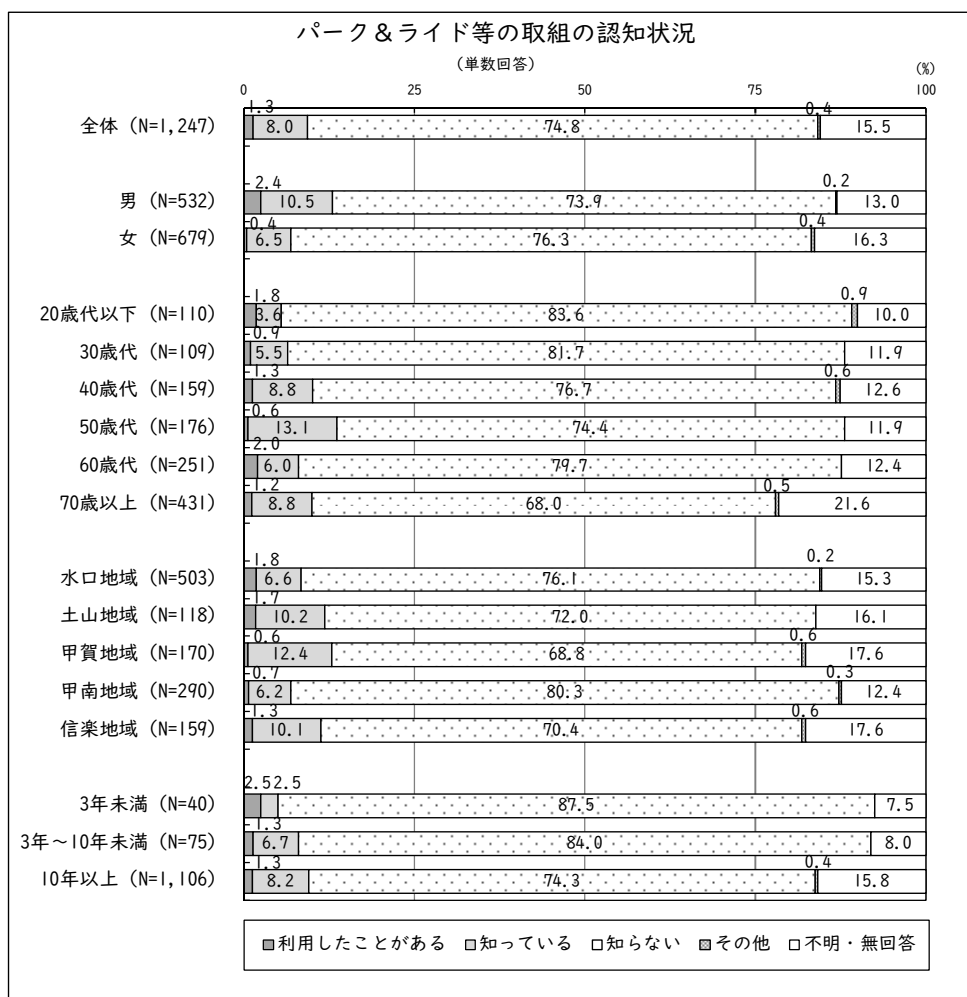 パーク＆ライド等の取組の認知状況
(単数回答)
(%)
0 25 50 75 100
全体 (N=1,247) 1.3 8.0 74.8 0.4 15.5
男 (N=532) 2.4 10.5 73.9 0.2 13.0
女 (N=679) 0.4 6.5 76.3 0.4 16.3
20歳代以下 (N=110) 1.8 3.6 83.6 0.9 10.0
30歳代 (N=109) 0.9 5.5 81.7 11.9
40歳代 (N=159) 1.3 8.8 76.7 0.6 12.6
50歳代 (N=176) 0.6 13.1 74.4 11.9
60歳代 (N=251) 2.0 6.0 79.7 12.4
70歳以上 (N=431) 1.2 8.8 68.0 0.5 21.6
水口地域 (N=503) 1.8 6.6 76.1 0.2 15.3
土山地域 (N=118) 1.7 10.2 72.0 16.1
甲賀地域 (N=170) 0.6 12.4 68.8 0.6 17.6
甲南地域 (N=290) 0.7 6.2 80.3 0.3 12.4
信楽地域 (N=159) 1.3 10.1 70.4 0.6 17.6
3年未満 (N=40) 2.5 2.5 87.5 7.5
3年～10年未満 (N=75) 1.3 6.7 84.0 8.0
10年以上 (N=1,106) 1.3 8.2 74.3 0.4 15.8
利用したことがある 知っている 知らない その他 不明・無回答